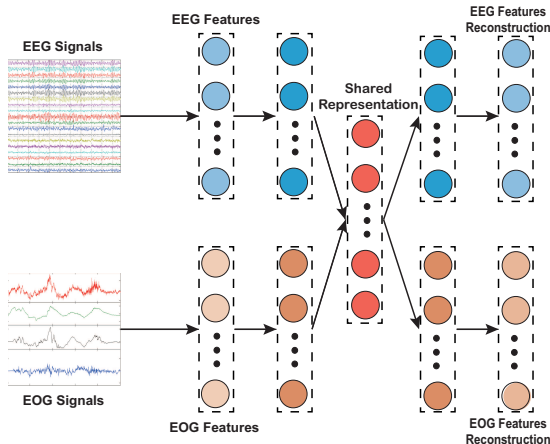 EEG Signals
EEG Features
EEG Features
Reconstruction
Shared
Representation
EOG Signals
EOG Features
EOG Features
Reconstruction